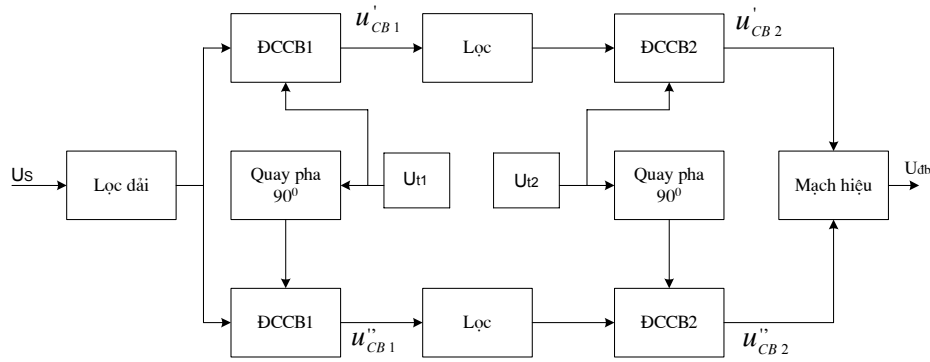 u'CB 1
u'CB 2
ĐCCB1
Lọc
ĐCCB2
Us
Lọc dải
Quay pha
90⁰
Ut1
Ut2
Quay pha
90⁰
Mạch hiệu
Uđb
ĐCCB1
Lọc
ĐCCB2
u''CB 1
u''CB 2